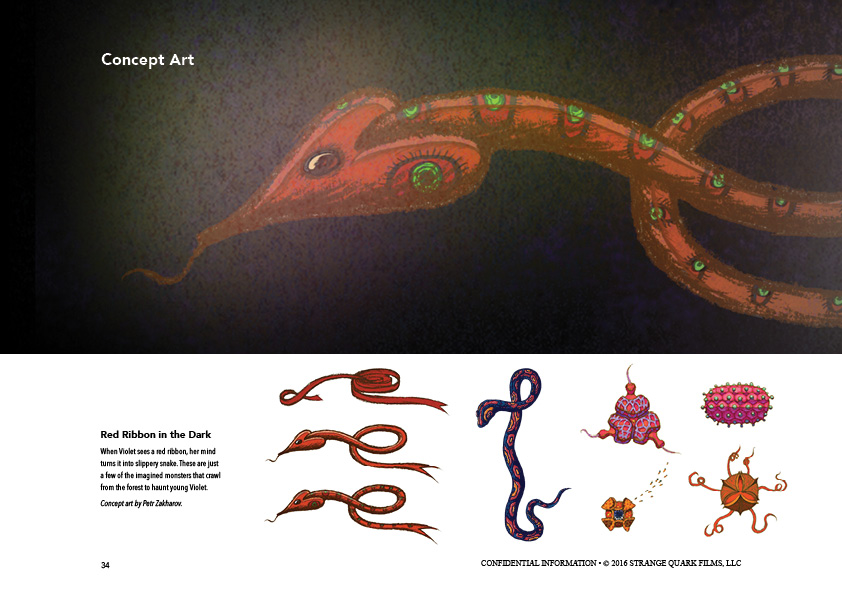 Concept Art
Red Ribbon in the Dark
When Violet sees a red ribbon, her mind
turns it into slippery snake. These are just
a few of the imagined monsters that crawl
from the forest to haunt young Violet.
Concept art by Petr Zakharov.
34
CONFIDENTIAL INFORMATION • © 2016 STRANGE QUARK FILMS, LLC